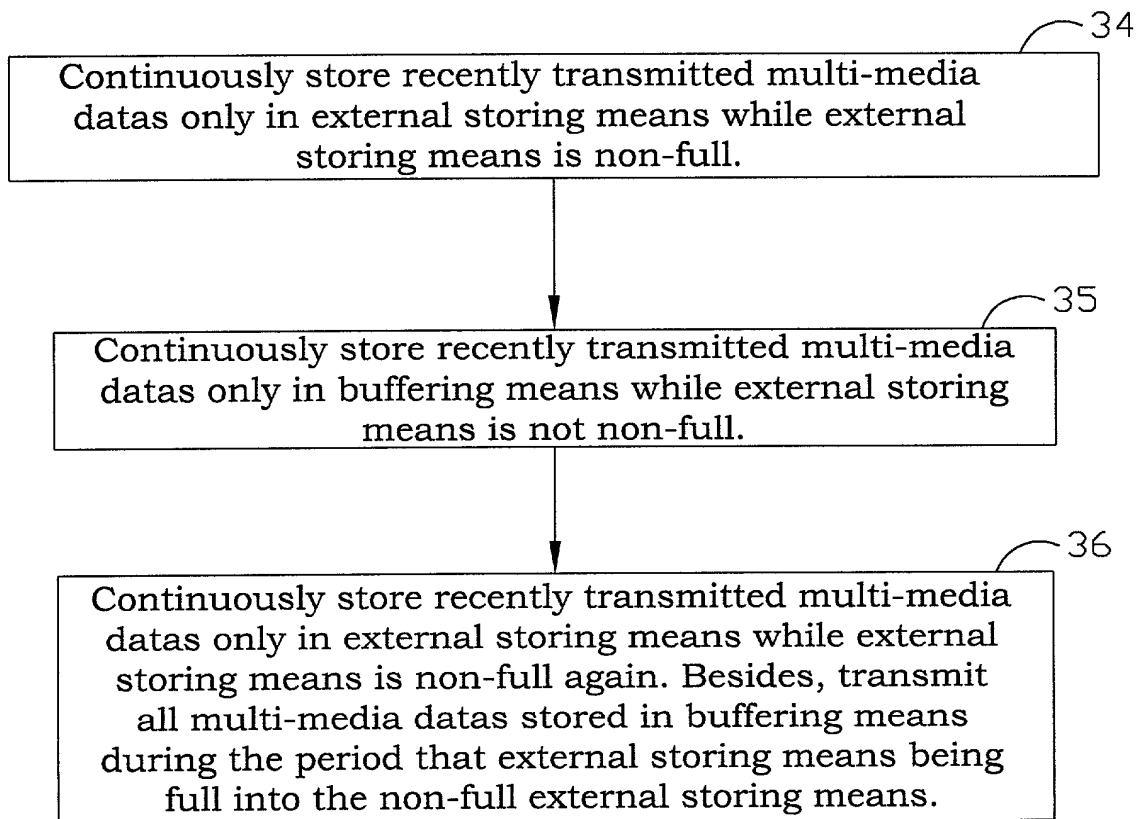 34
Continuously store recently transmitted multi-media
datas only in external storing means while external
storing means is non-full.
35
Continuously store recently transmitted multi-media
datas only in buffering means while external storing
means is not non-full.
36
Continuously store recently transmitted multi-media
datas only in external storing means while external
storing means is non-full again. Besides, transmit
all multi-media datas stored in buffering means
during the period that external storing means being
full into the non-full external storing means.